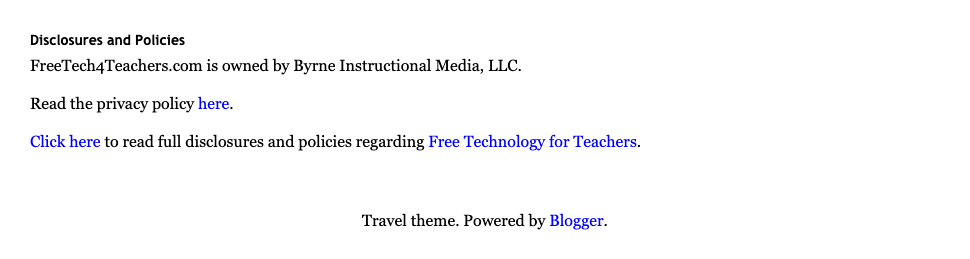 Disclosures and Policies
FreeTech4Teachers.com is owned by Byrne Instructional Media, LLC.
Read the privacy policy here.
Click here to read full disclosures and policies regarding Free Technology for Teachers.
Travel theme. Powered by Blogger.